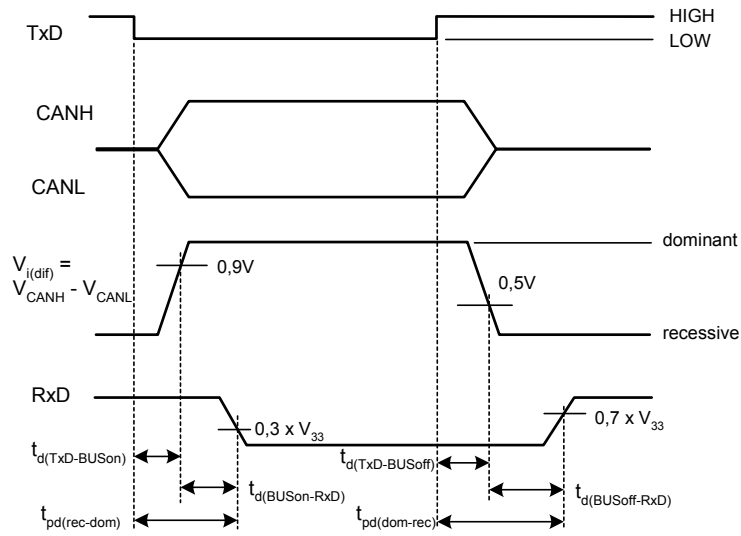 HIGH
TxD
LOW
CANH
CANL
dominant
V_i(dif) =
V_CANH - V_CANL
0,9V
0,5V
recessive
RxD
0,3 x V_33
0,7 x V_33
t_d(TxD-BUSon)
t_d(TxD-BUSoff)
t_d(BUSon-RxD)
t_d(BUSoff-RxD)
t_pd(rec-dom)
t_pd(dom-rec)